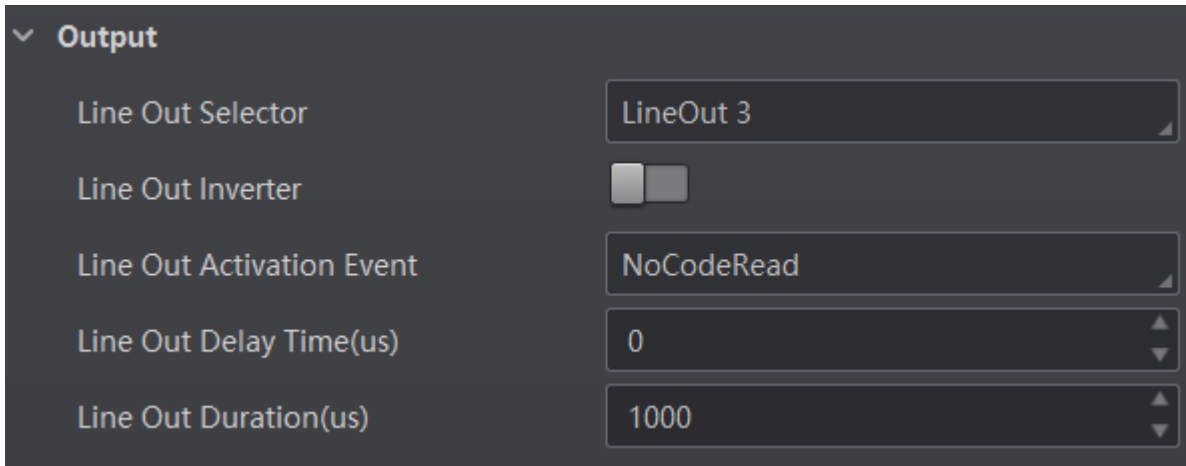 Output
Line Out Selector LineOut 3
Line Out Inverter
Line Out Activation Event NoCodeRead
Line Out Delay Time(us) 0
Line Out Duration(us) 1000